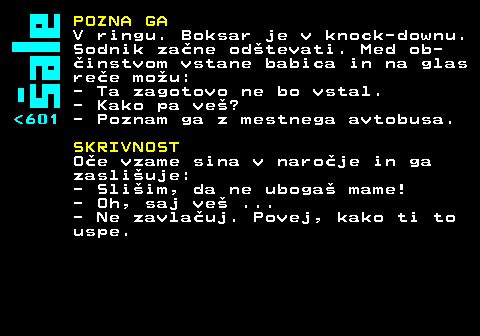 Šale
POZNA GA
V ringu. Boksar je v knock-downu.
Sodnik začne odštevati. Med ob-
činstvom vstane babica in na glas
reče možu:
- Ta zagotovo ne bo vstal.
- Kako pa veš?
<601 - Poznam ga z mestnega avtobusa.
SKRIVNOST
Oče vzame sina v naročje in ga
zaslišuje:
- Slišim, da ne ubogaš mame!
- Oh, saj veš ...
- Ne zavlačuj. Povej, kako ti to
uspe.